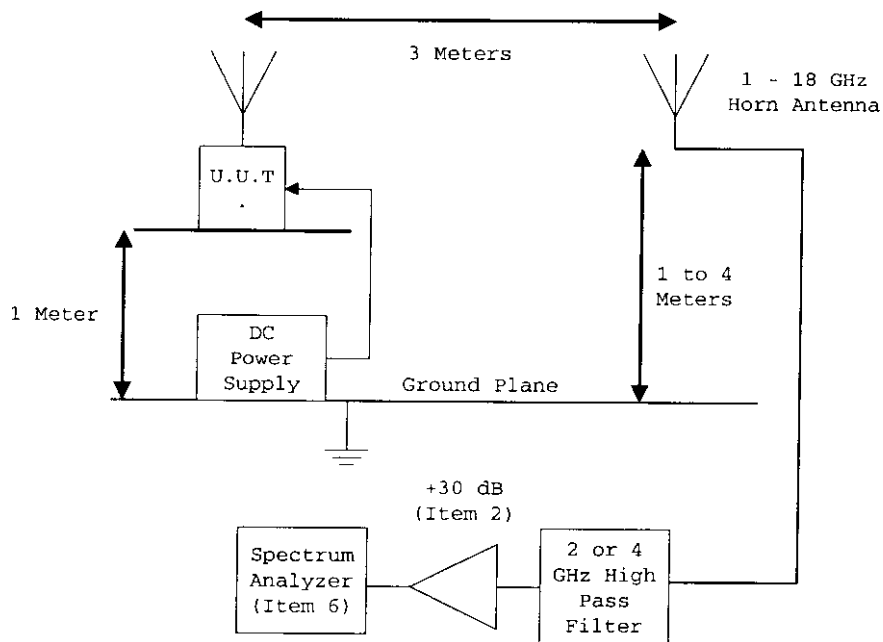 3 Meters
1 - 18 GHz
Horn Antenna
U.U.T
.
1 Meter
1 to 4
Meters
DC
Power
Supply
Ground Plane
+30 dB
(Item 2)
Spectrum
Analyzer
(Item 6)
2 or 4
GHz High
Pass
Filter